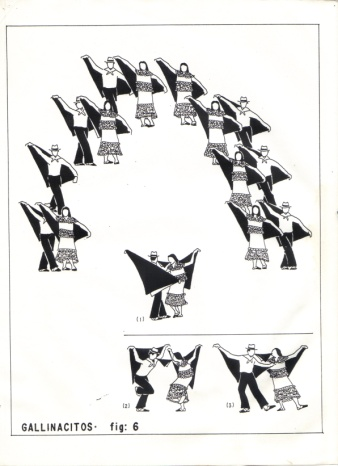 (1)
(2) (3)
GALLINACITOS· fig: 6